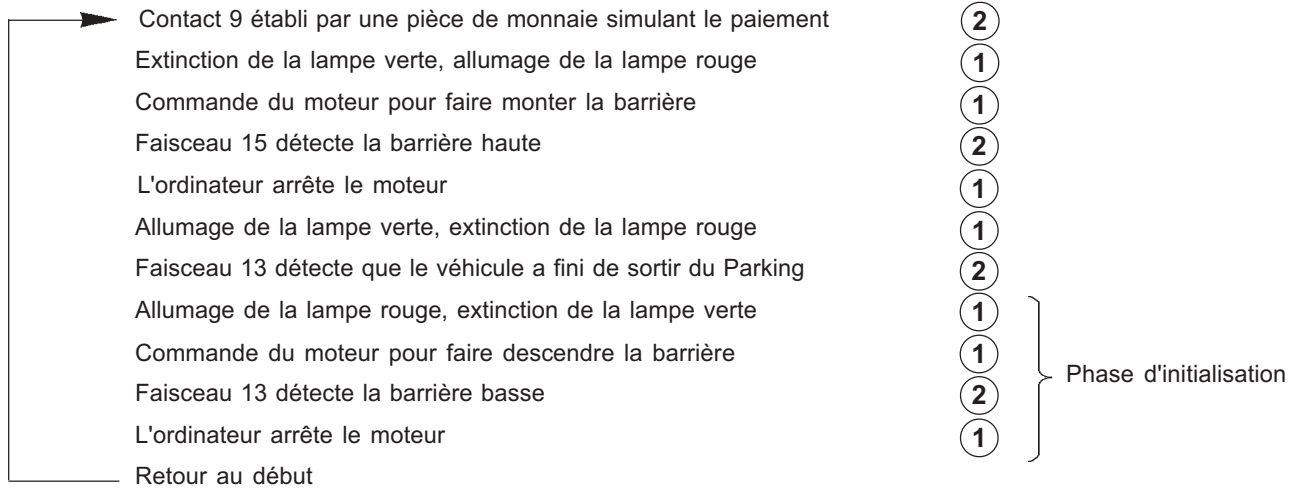 Contact 9 établi par une pièce de monnaie simulant le paiement 2
Extinction de la lampe verte, allumage de la lampe rouge 1
Commande du moteur pour faire monter la barrière 1
Faisceau 15 détecte la barrière haute 2
L'ordinateur arrête le moteur 1
Allumage de la lampe verte, extinction de la lampe rouge 1
Faisceau 13 détecte que le véhicule a fini de sortir du Parking 2
Allumage de la lampe rouge, extinction de la lampe verte 1
Commande du moteur pour faire descendre la barrière 1
Phase d'initialisation
Faisceau 13 détecte la barrière basse 2
L'ordinateur arrête le moteur 1
Retour au début